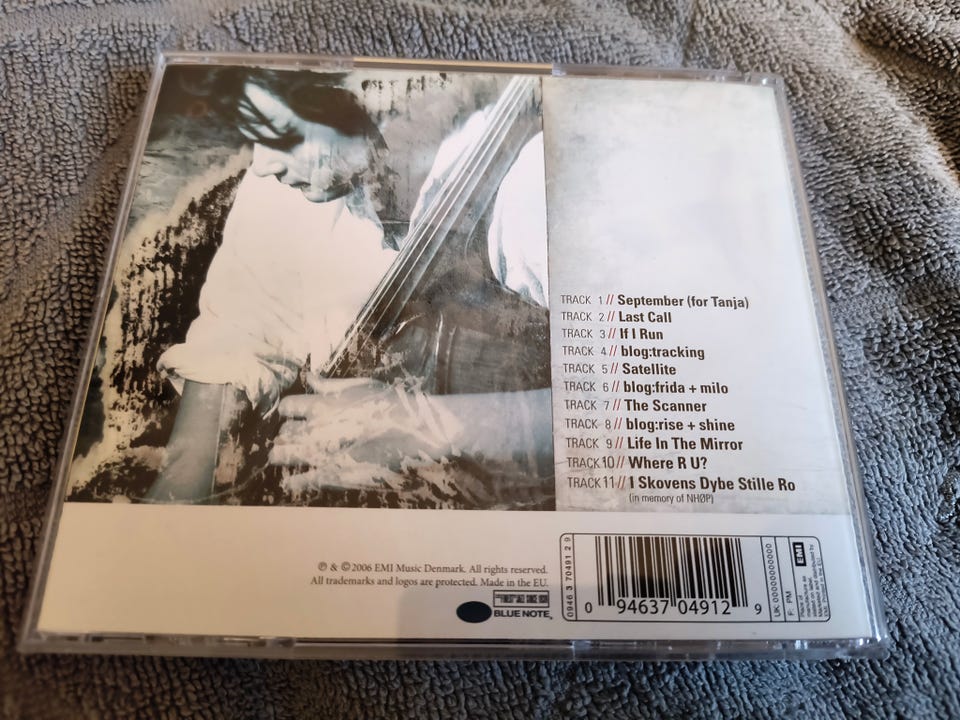 TRACK 1 // September (for Tanja)
TRACK 2 // Last Call
TRACK 3 // If I Run
TRACK 4 // blog:tracking
TRACK 5 // Satellite
TRACK 6 // blog:frida + milo
TRACK 7 // The Scanner
TRACK 8 // blog:rise + shine
TRACK 9 // Life In The Mirror
TRACK 10 // Where R U?
TRACK 11 // I Skovens Dybe Stille Ro
(in memory of NHØP)
℗ & © 2006 EMI Music Denmark. All rights reserved.
All trademarks and logos are protected. Made in the EU.
BLUE NOTE
0946 3 70491 2 9
0 94637 04912 9
UK:0000000000000
F: PM
EMI